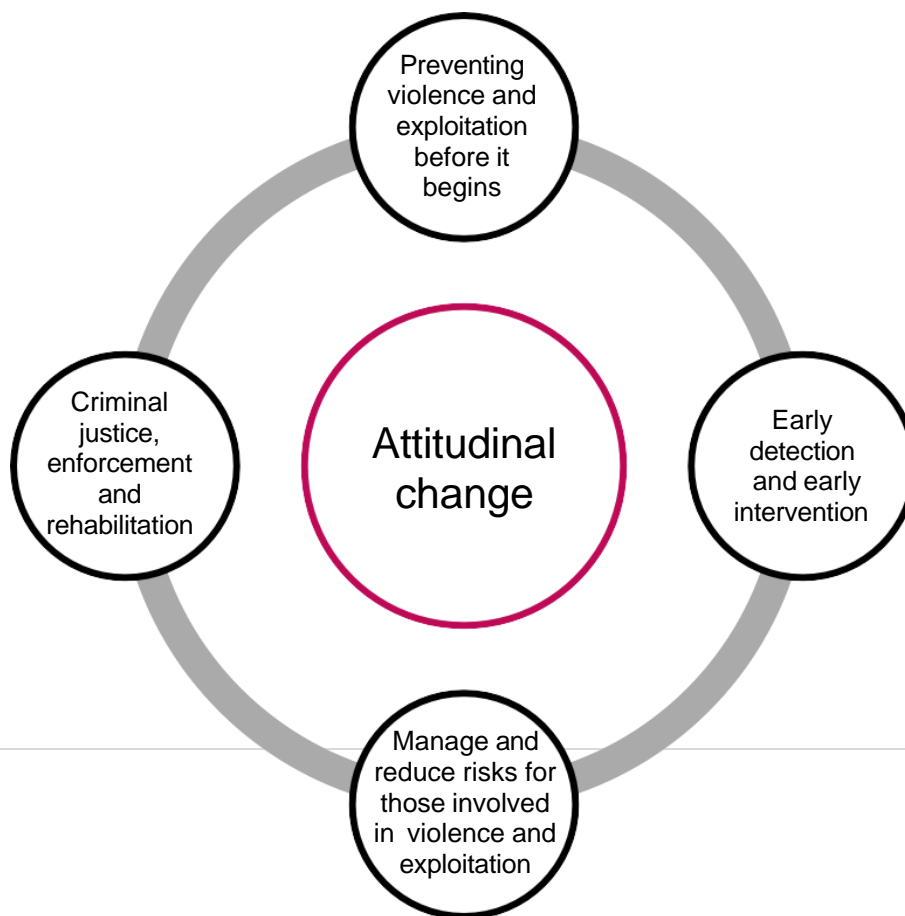 Preventing
violence and
exploitation
before it
begins
Criminal
justice,
enforcement
and
rehabilitation
Attitudinal
change
Early
detection
and early
intervention
Manage and
reduce risks for
those involved
in violence and
exploitation